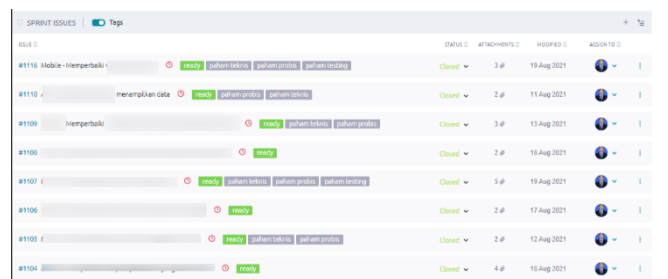 SPRINT ISSUES Tags
ISSUE STATUS ATTACHMENTS MODIFIED ASSIGN TO
#1116 Mobile - Memperbaiki ready paham teknis paham probis paham testing Closed 3 19 Aug 2021
#1110 menampilkan data ready paham probis paham teknis Closed 2 11 Aug 2021
#1109 Memperbaiki ready paham teknis paham probis Closed 3 13 Aug 2021
#1108 ready Closed 2 18 Aug 2021
#1107 ready paham teknis paham probis paham testing Closed 5 19 Aug 2021
#1106 ready Closed 2 17 Aug 2021
#1105 ready paham teknis paham probis Closed 2 12 Aug 2021
#1104 ready Closed 4 18 Aug 2021